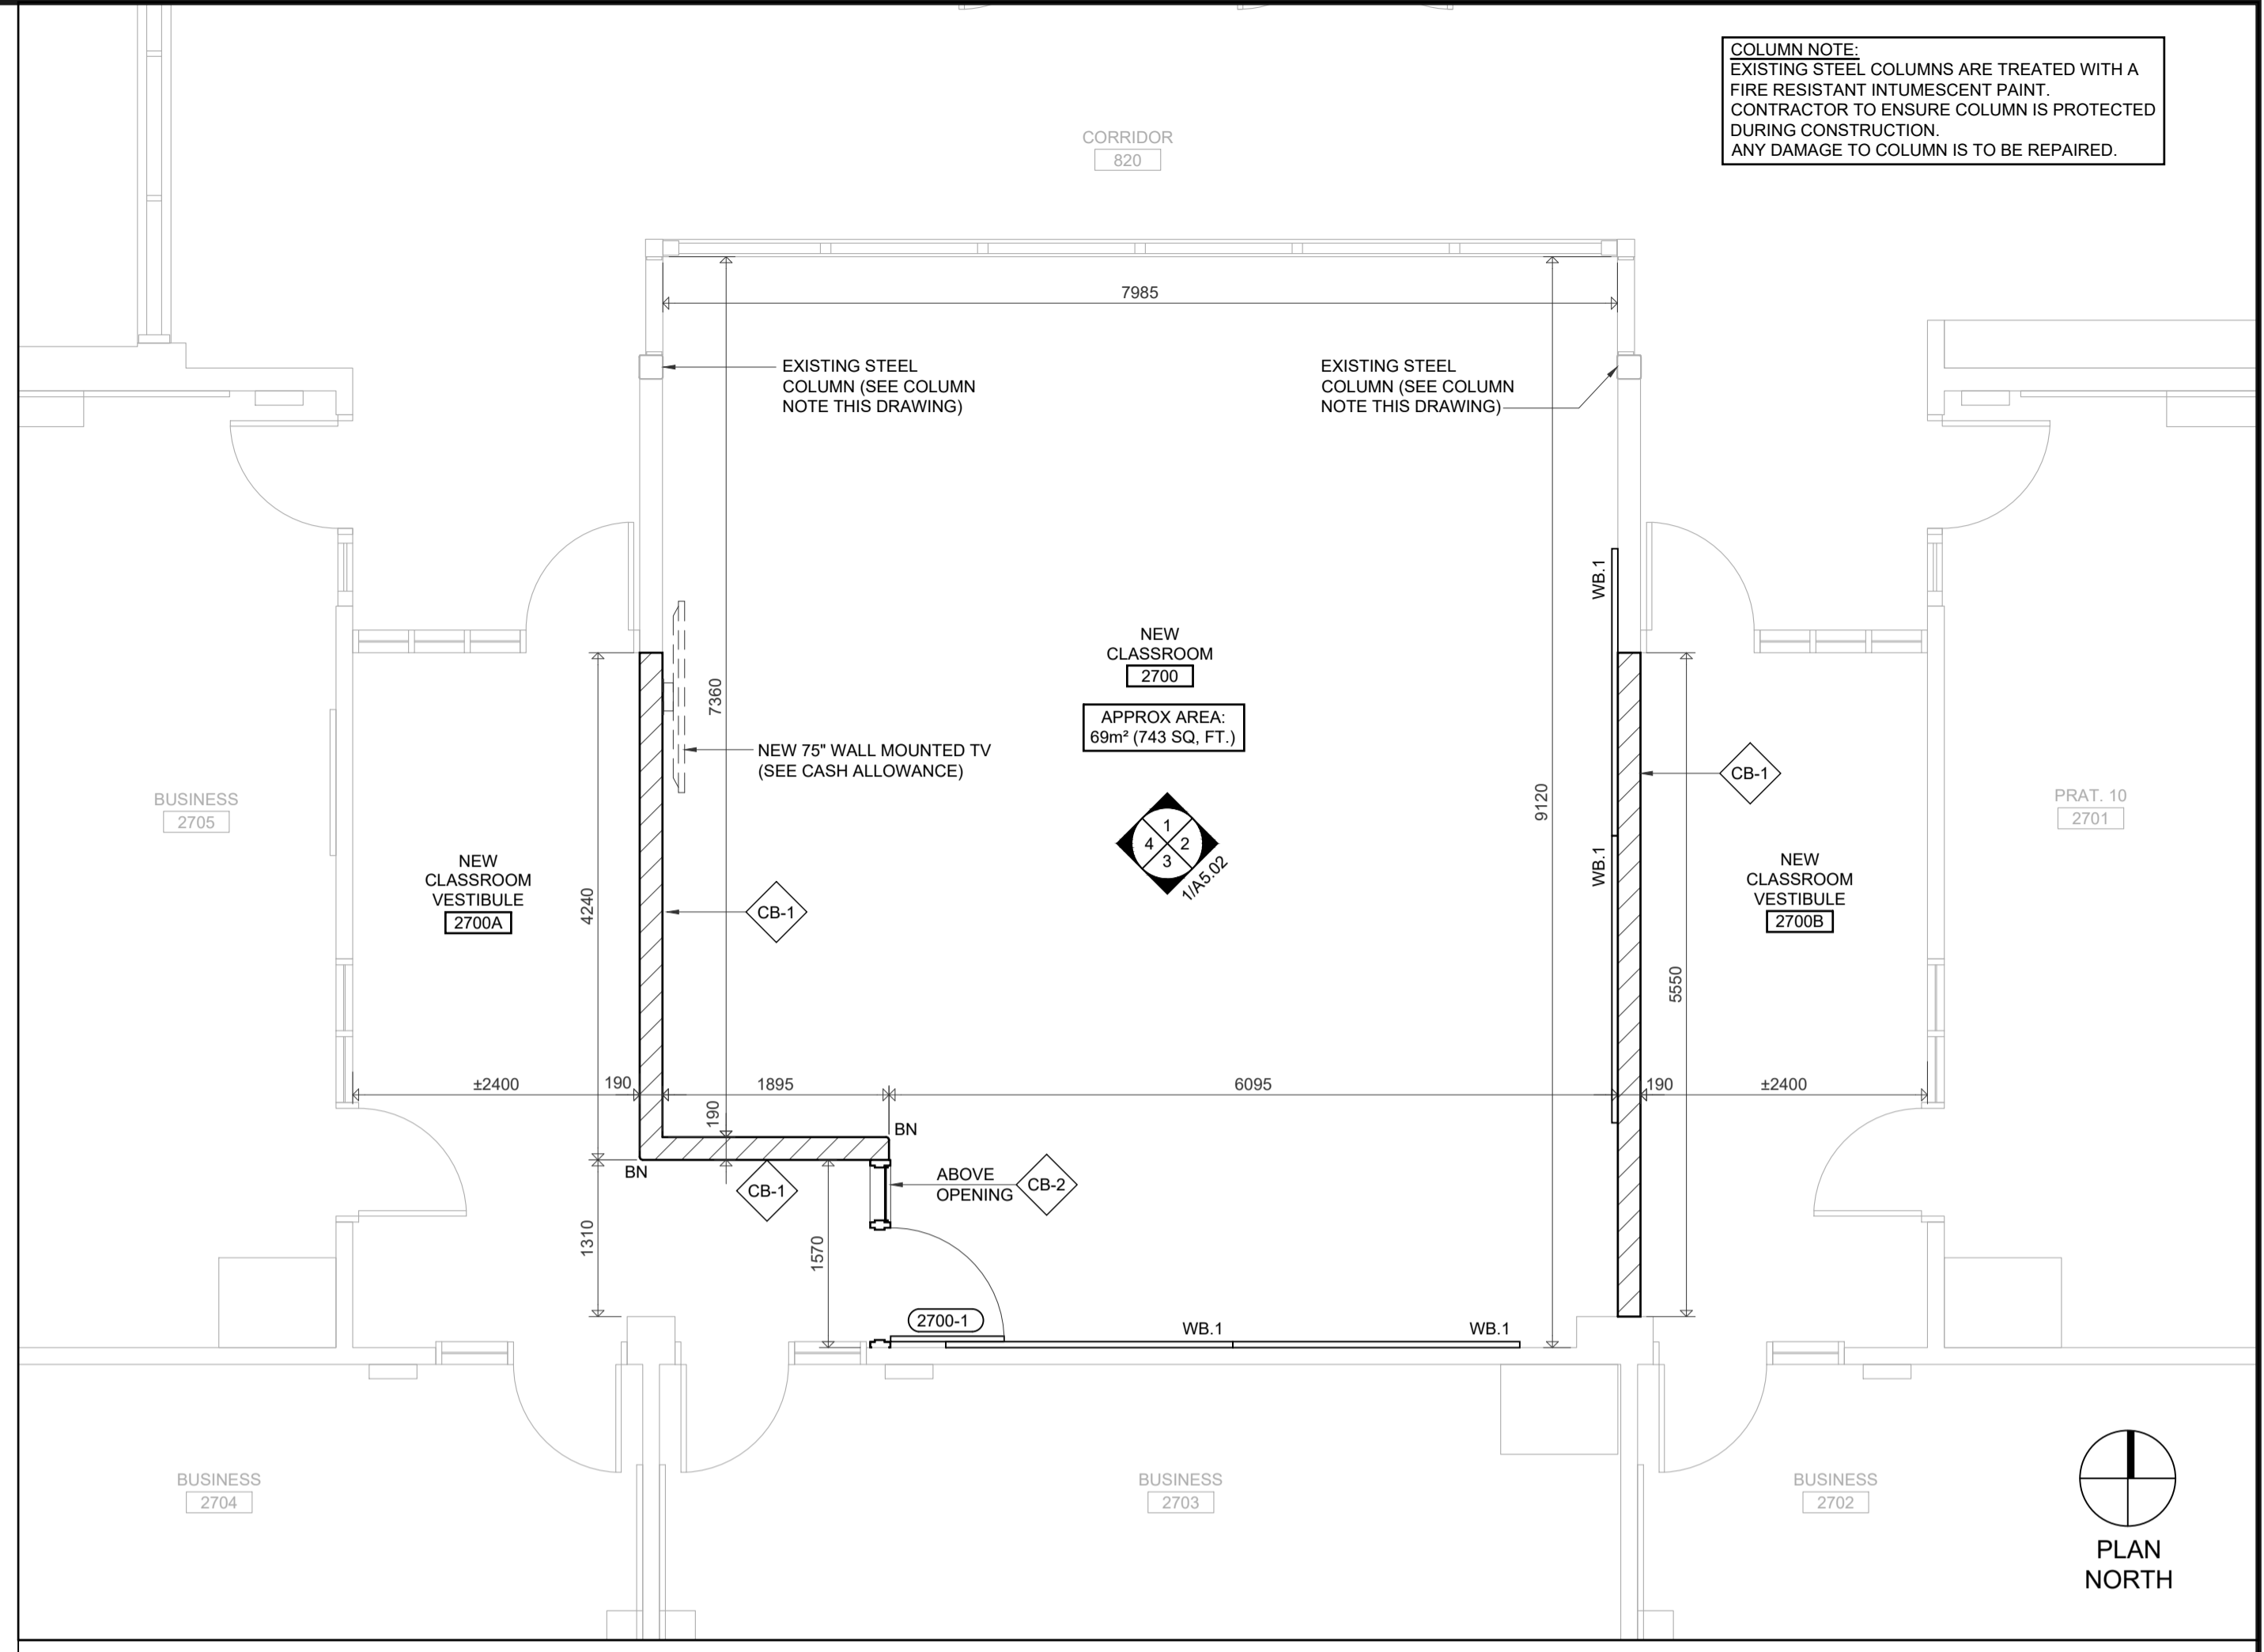 COLUMN NOTE:
EXISTING STEEL COLUMNS ARE TREATED WITH A
FIRE RESISTANT INTUMESCENT PAINT.
CONTRACTOR TO ENSURE COLUMN IS PROTECTED
DURING CONSTRUCTION.
ANY DAMAGE TO COLUMN IS TO BE REPAIRED.
CORRIDOR
820
7985
EXISTING STEEL
COLUMN (SEE COLUMN
NOTE THIS DRAWING)
EXISTING STEEL
COLUMN (SEE COLUMN
NOTE THIS DRAWING)
WB.1
NEW
CLASSROOM
2700
APPROX AREA:
69m² (743 SQ, FT.)
7360
NEW 75" WALL MOUNTED TV
(SEE CASH ALLOWANCE)
CB-1
9120
BUSINESS
2705
PRAT. 10
2701
1
4 2
3
1/A5.02
WB.1
NEW
CLASSROOM
VESTIBULE
2700A
4240
CB-1
NEW
CLASSROOM
VESTIBULE
2700B
5550
±2400
190
1895
6095
190
±2400
190
BN
BN
CB-1
ABOVE
OPENING
CB-2
1310
1570
2700-1
WB.1
WB.1
BUSINESS
2704
BUSINESS
2703
BUSINESS
2702
PLAN
NORTH